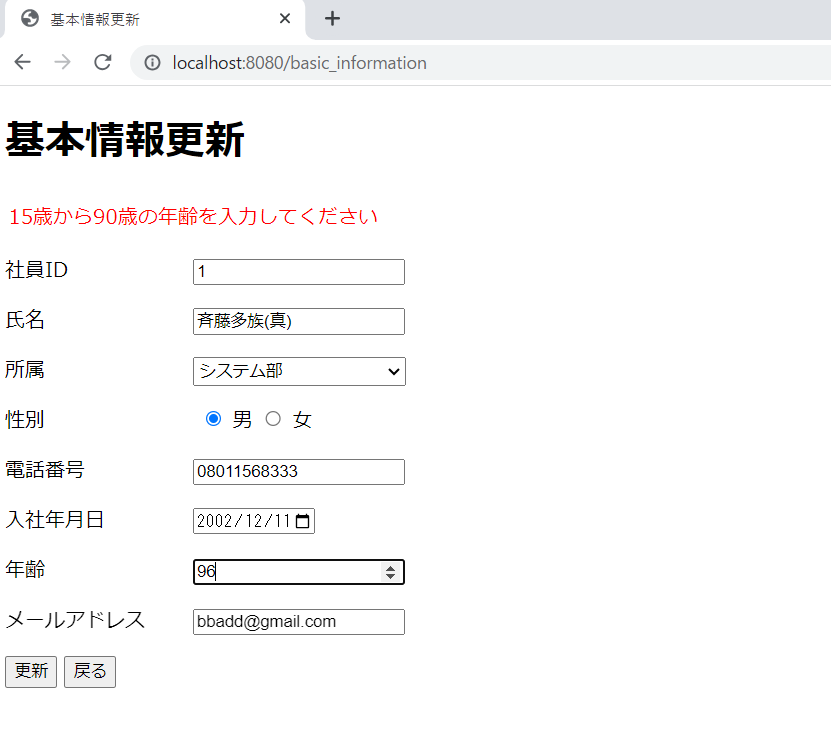 基本情報更新
localhost:8080/basic_information
基本情報更新
15歳から90歳の年齢を入力してください
社員ID 1
氏名 斉藤多族(真)
所属 システム部
性別 男 女
電話番号 08011568333
入社年月日 2002/12/11
年齢 96
メールアドレス bbadd@gmail.com
更新 戻る